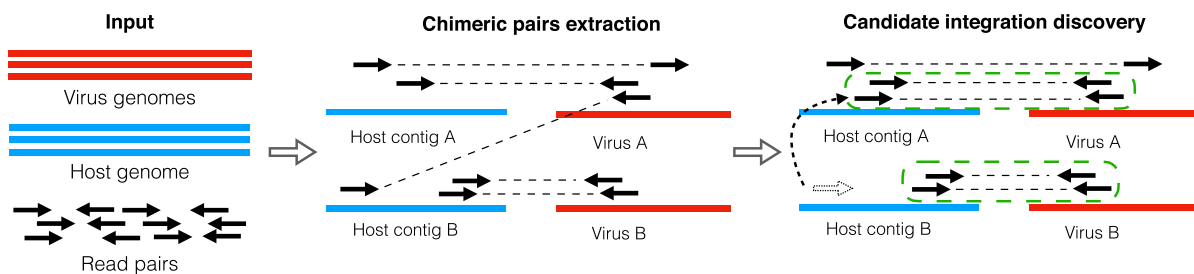 Input
Virus genomes
Host genome
Read pairs
Chimeric pairs extraction
Host contig A
Virus A
Host contig B
Virus B
Candidate integration discovery
Host contig A
Virus A
Host contig B
Virus B